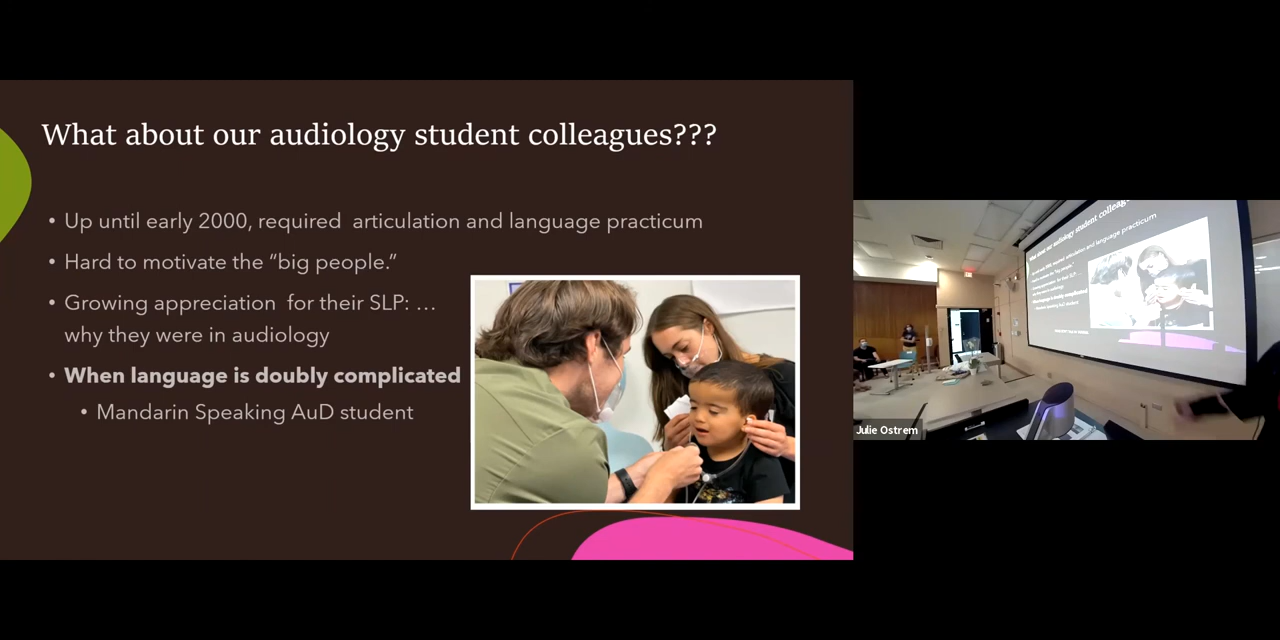 What about our audiology student colleagues???
• Up until early 2000, required articulation and language practicum
• Hard to motivate the “big people.”
• Growing appreciation for their SLP: …
why they were in audiology
• When language is doubly complicated
• Mandarin Speaking AuD student
Julie Ostrem